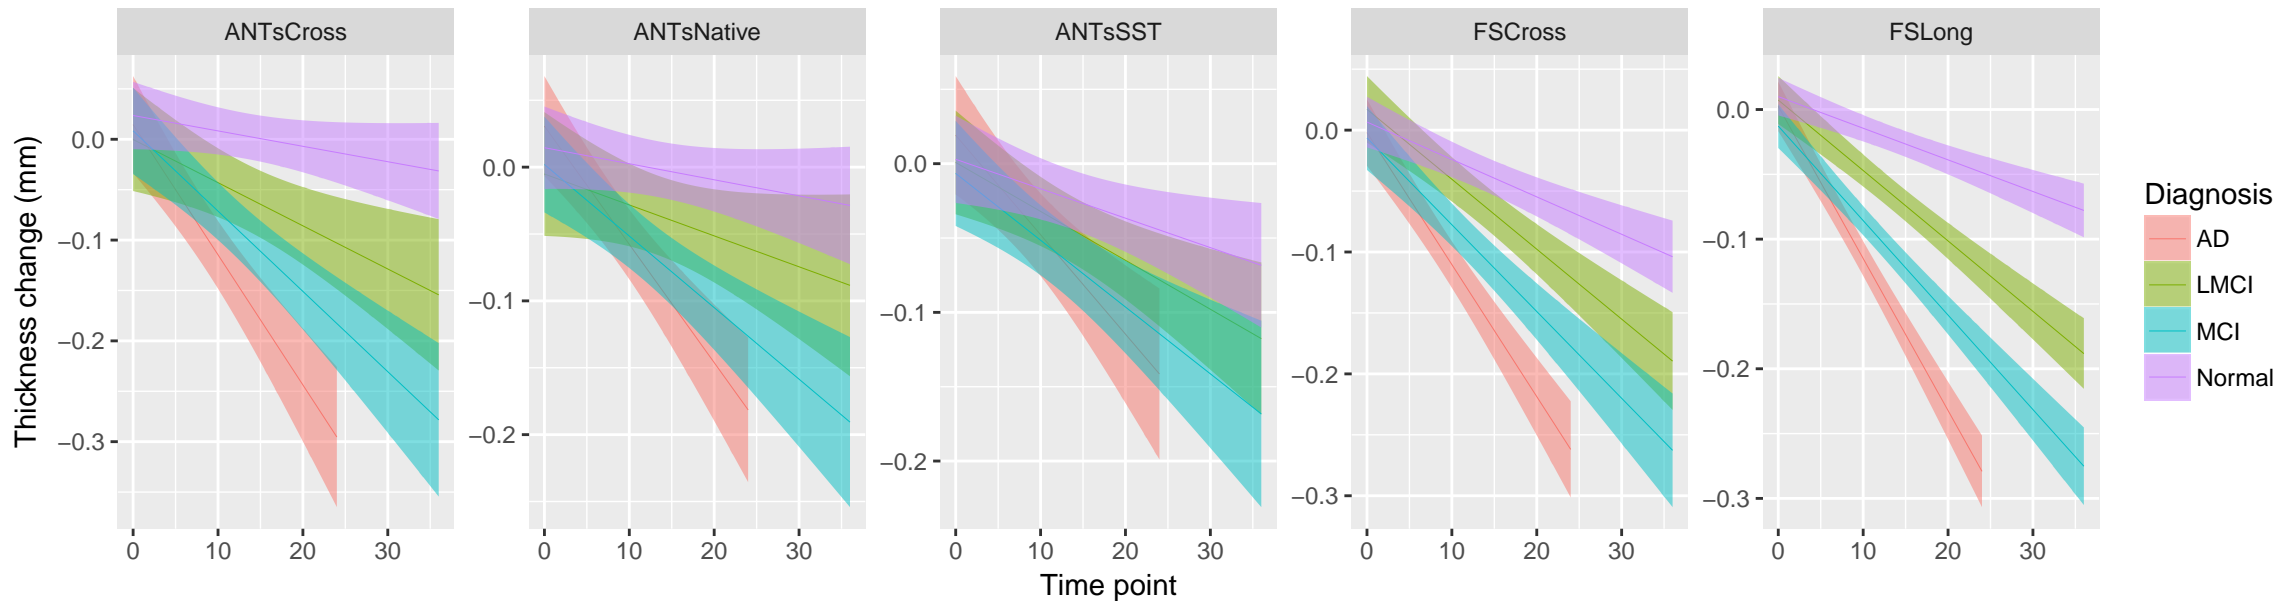 ANTsCross
ANTsNative
ANTsSST
FSCross
FSLong
Thickness change (mm)
0.0
−0.1
−0.2
−0.3
0 10 20 30
0.0
−0.1
−0.2
0 10 20 30
0.0
−0.1
−0.2
0 10 20 30
0.0
−0.1
−0.2
−0.3
0 10 20 30
0.0
−0.1
−0.2
−0.3
0 10 20 30
Time point
Diagnosis
AD
LMCI
MCI
Normal